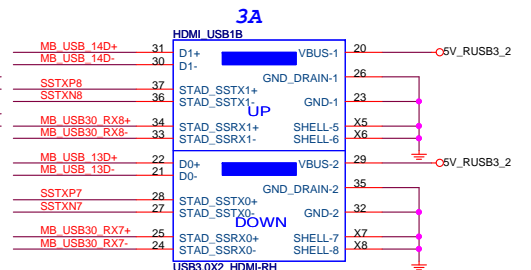 3A
HDMI_USB1B
MB_USB_14D+ 31 D1+ VBUS-1 20 5V_RUSB3_2
MB_USB_14D- 30 D1-
GND_DRAIN-1 26
SSTXP8 37 STAD_SSTX1+
SSTXN8 36 STAD_SSTX1- GND-1 23
UP
MB_USB30_RX8+ 34 STAD_SSRX1+ SHELL-5 X5
MB_USB30_RX8- 33 STAD_SSRX1- SHELL-6 X6
MB_USB_13D+ 22 D0+ VBUS-2 29 5V_RUSB3_2
MB_USB_13D- 21 D0-
GND_DRAIN-2 35
SSTXP7 28 STAD_SSTX0+
SSTXN7 27 STAD_SSTX0- GND-2 32
DOWN
MB_USB30_RX7+ 25 STAD_SSRX0+ SHELL-7 X7
MB_USB30_RX7- 24 STAD_SSRX0- SHELL-8 X8
USB3.0X2_HDMI-RH